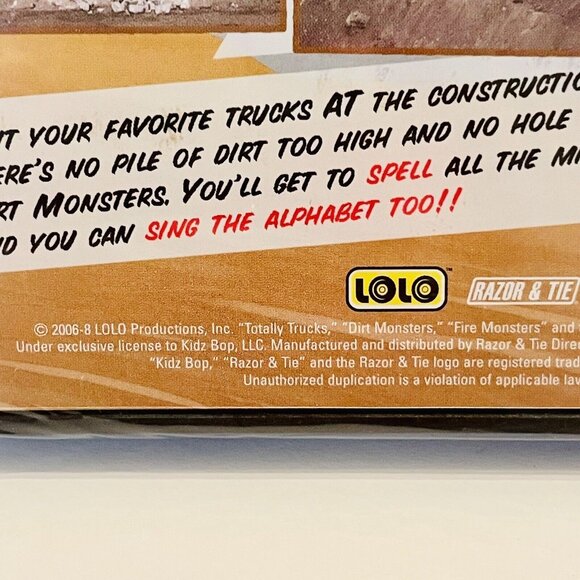 IT YOUR FAVORITE TRUCKS AT THE CONSTRUCTIO
ERE'S NO PILE OF DIRT TOO HIGH AND NO HOLE
RT MONSTERS. YOU'LL GET TO SPELL ALL THE M
ND YOU CAN SING THE ALPHABET TOO!!
LOLO™ RAZOR & TIE
© 2006-8 LOLO Productions, Inc. "Totally Trucks," "Dirt Monsters," "Fire Monsters" and
Under exclusive license to Kidz Bop, LLC. Manufactured and distributed by Razor & Tie Direc
"Kidz Bop," "Razor & Tie" and the Razor & Tie logo are registered trad
Unauthorized duplication is a violation of applicable law